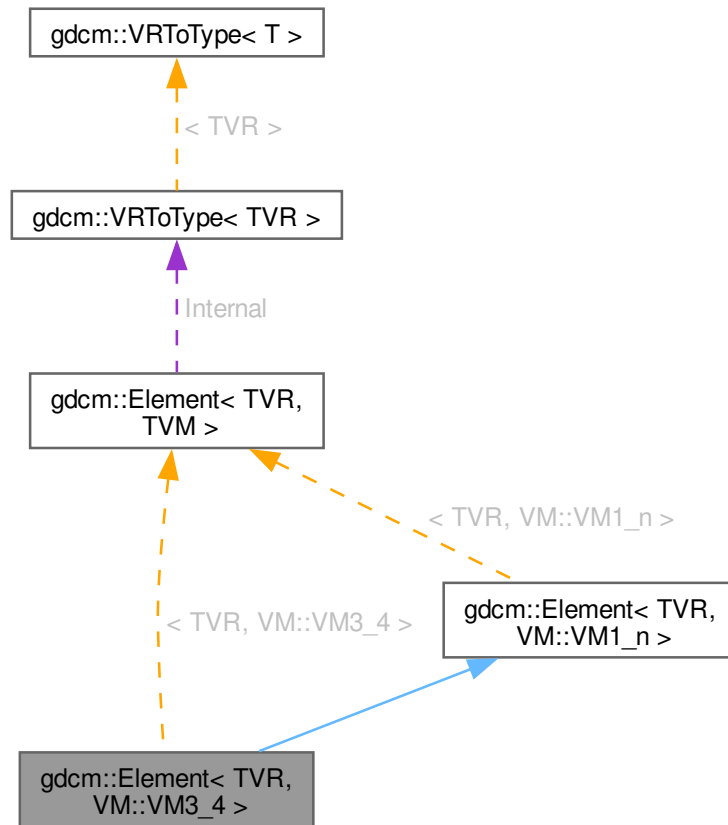 gdcm::VRToType< T >
< TVR >
gdcm::VRToType< TVR >
Internal
gdcm::Element< TVR,
TVM >
< TVR, VM::VM1_n >
gdcm::Element< TVR,
VM::VM1_n >
< TVR, VM::VM3_4 >
gdcm::Element< TVR,
VM::VM3_4 >